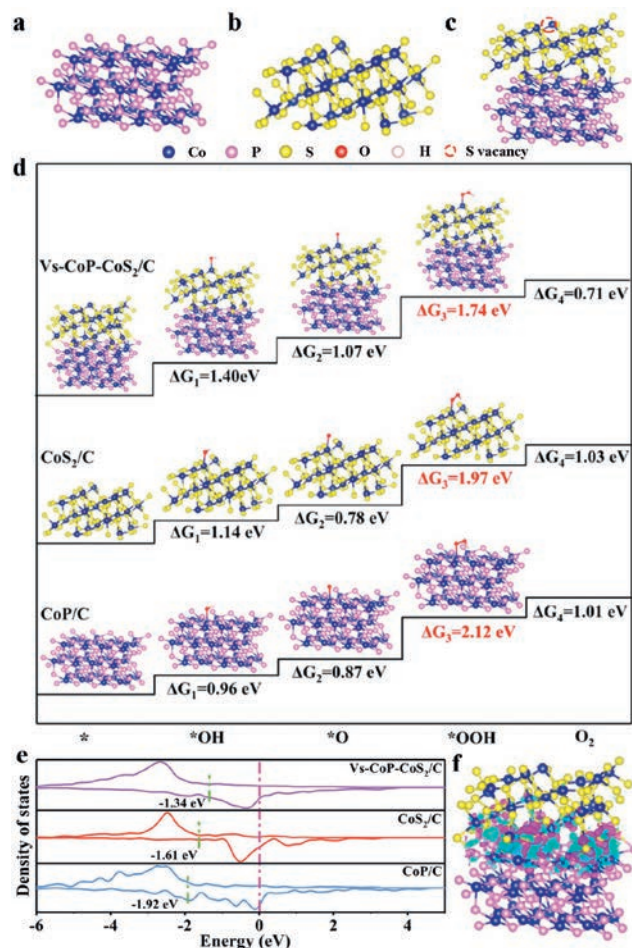 a
b
c
Co P S O H S vacancy
d
Vs-CoP-CoS₂/C
ΔG₁=1.40eV
ΔG₂=1.07 eV
ΔG₃=1.74 eV
ΔG₄=0.71 eV
CoS₂/C
ΔG₁=1.14 eV
ΔG₂=0.78 eV
ΔG₃=1.97 eV
ΔG₄=1.03 eV
CoP/C
ΔG₁=0.96 eV
ΔG₂=0.87 eV
ΔG₃=2.12 eV
ΔG₄=1.01 eV
* *OH *O *OOH O₂
e
Vs-CoP-CoS₂/C
-1.34 eV
CoS₂/C
-1.61 eV
CoP/C
-1.92 eV
Density of states
-6 -4 -2 0 2 4
Energy (eV)
f